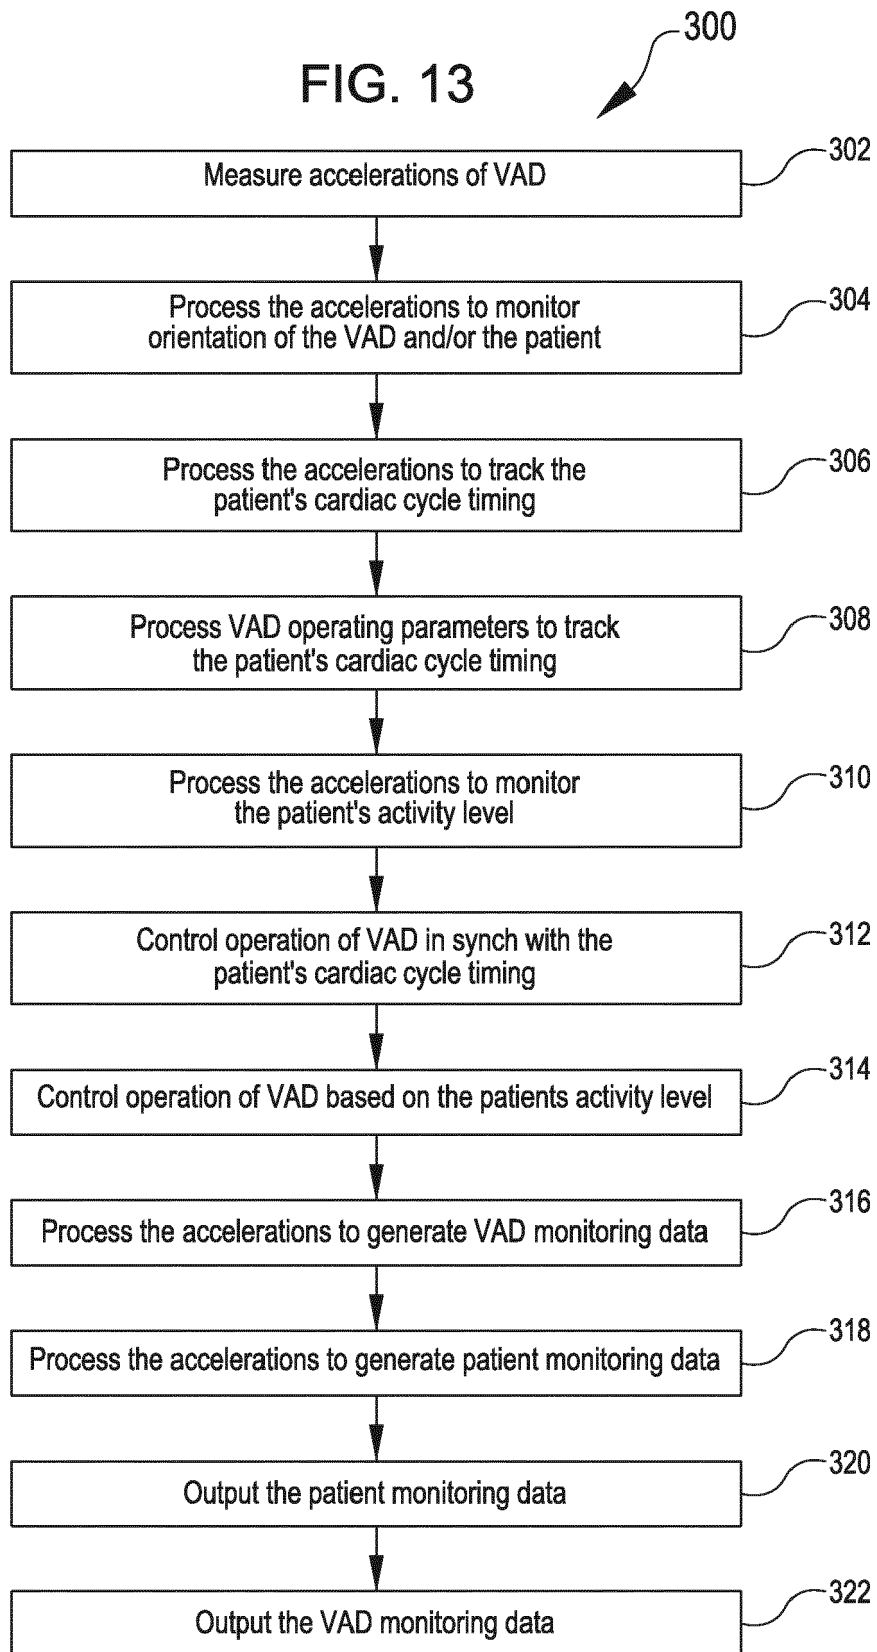 300
FIG. 13
Measure accelerations of VAD
302
Process the accelerations to monitor
orientation of the VAD and/or the patient
304
Process the accelerations to track the
patient's cardiac cycle timing
306
Process VAD operating parameters to track
the patient's cardiac cycle timing
308
Process the accelerations to monitor
the patient's activity level
310
Control operation of VAD in synch with the
patient's cardiac cycle timing
312
Control operation of VAD based on the patients activity level
314
Process the accelerations to generate VAD monitoring data
316
Process the accelerations to generate patient monitoring data
318
Output the patient monitoring data
320
Output the VAD monitoring data
322